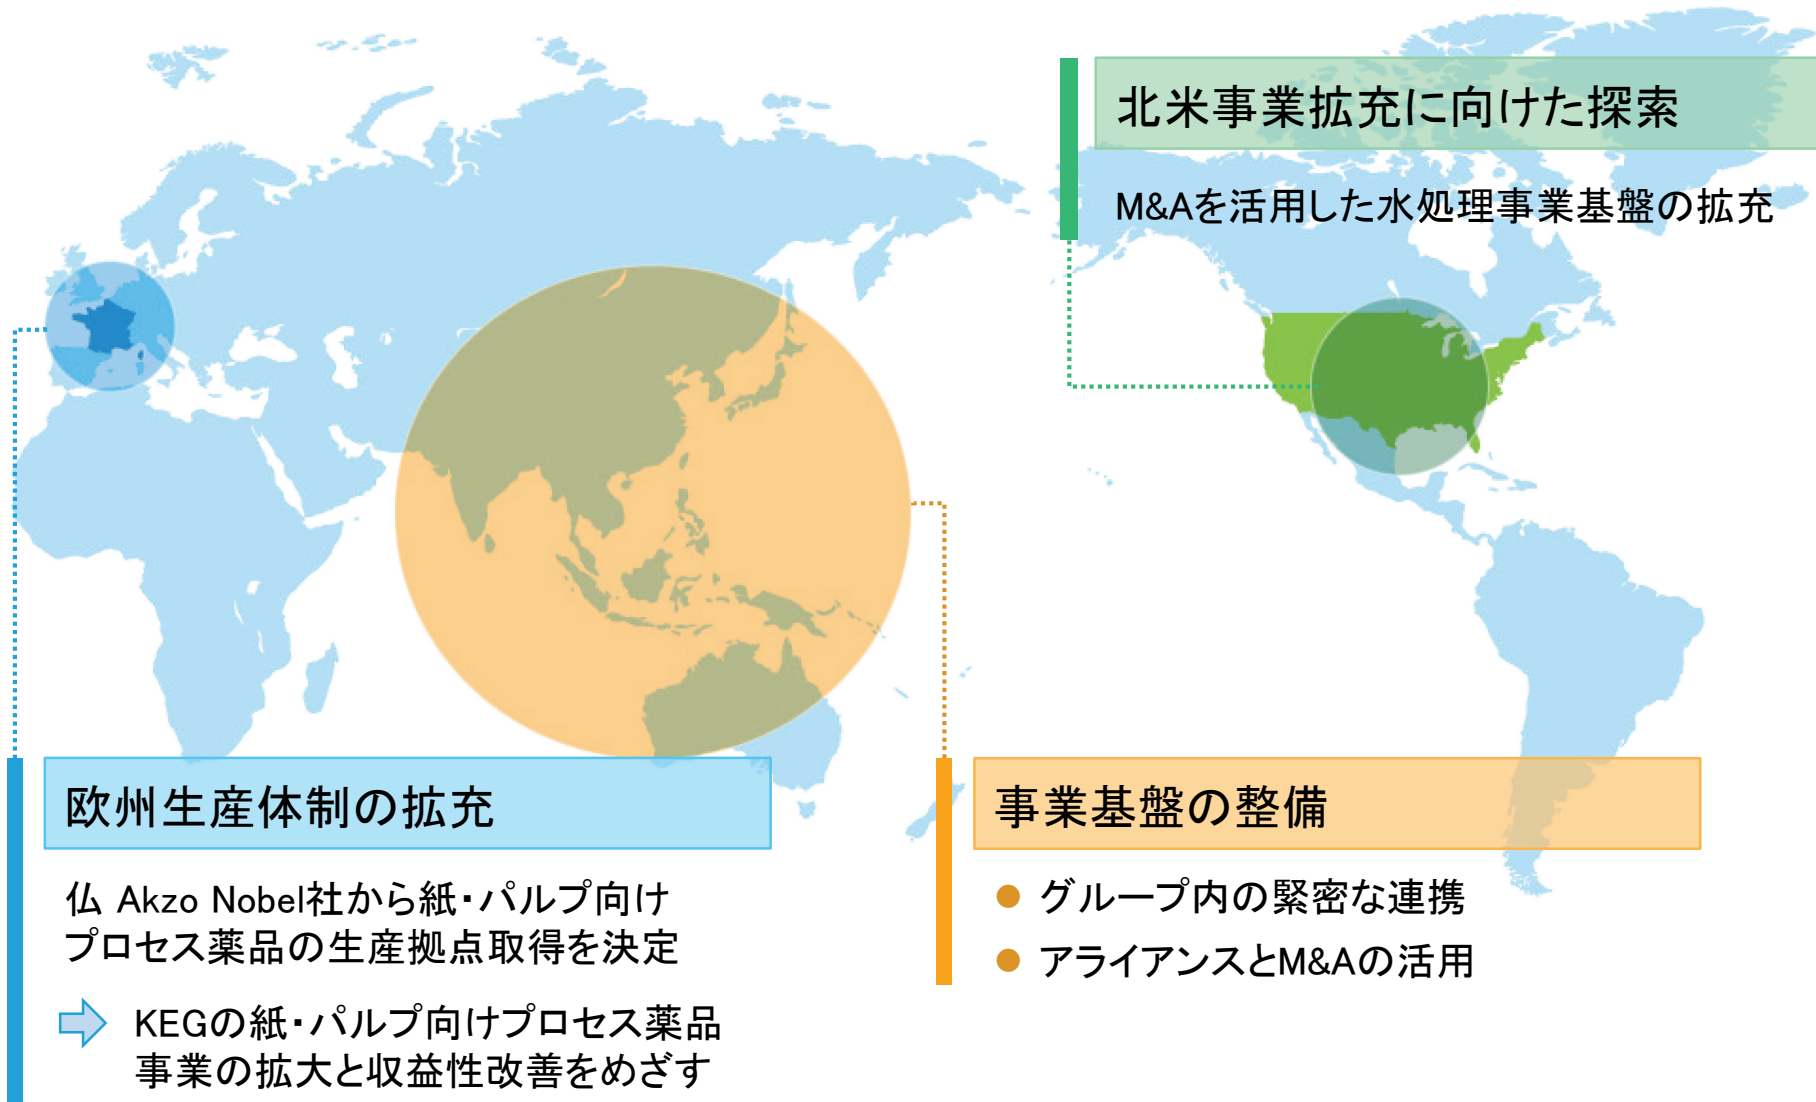 北米事業拡充に向けた探索
M&Aを活用した水処理事業基盤の拡充
欧州生産体制の拡充
仏 Akzo Nobel社から紙・パルプ向け
プロセス薬品の生産拠点取得を決定
KEGの紙・パルプ向けプロセス薬品
事業の拡大と収益性改善をめざす
事業基盤の整備
● グループ内の緊密な連携
● アライアンスとM&Aの活用